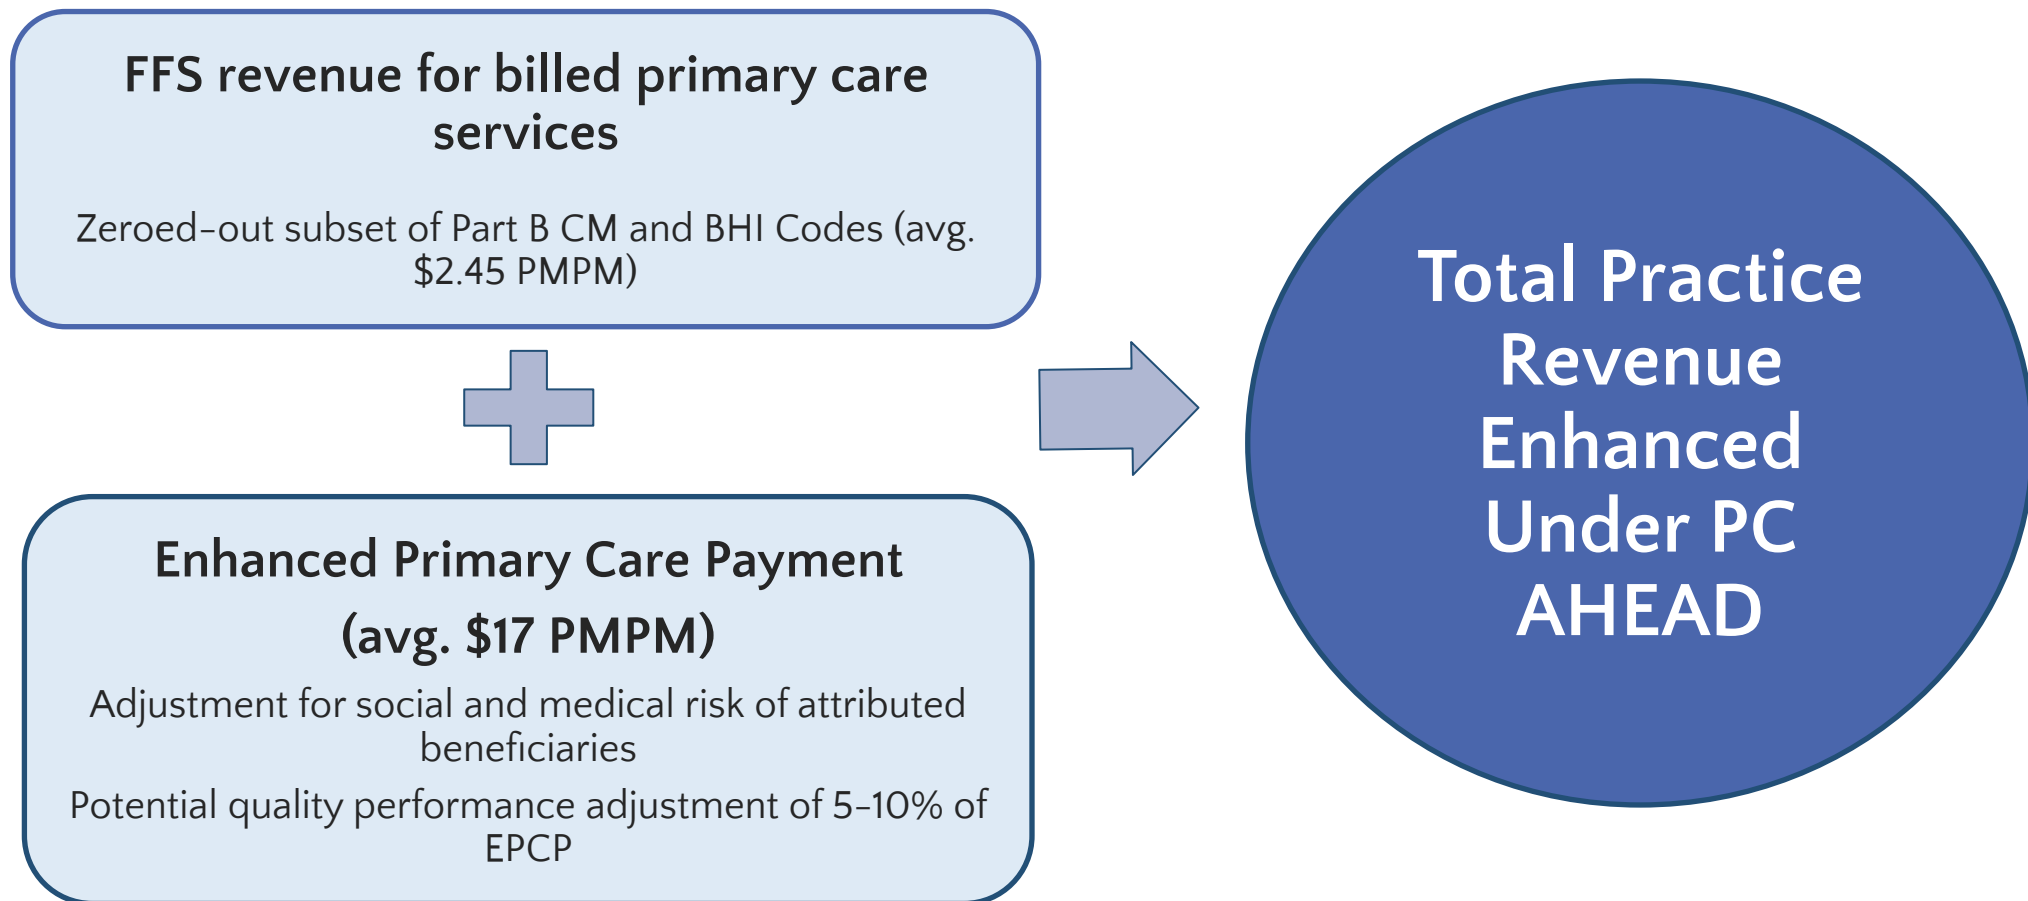 FFS revenue for billed primary care
services
Zeroed-out subset of Part B CM and BHI Codes (avg.
$2.45 PMPM)
Enhanced Primary Care Payment
(avg. $17 PMPM)
Adjustment for social and medical risk of attributed
beneficiaries
Potential quality performance adjustment of 5-10% of
EPCP
Total Practice
Revenue
Enhanced
Under PC
AHEAD